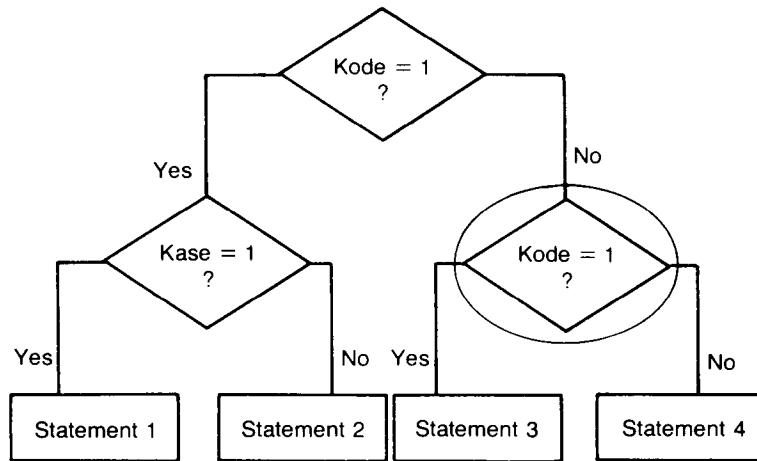 Kode = 1
?
Yes
No
Kase = 1
?
Kode = 1
?
Yes
No
Yes
No
Statement 1
Statement 2
Statement 3
Statement 4